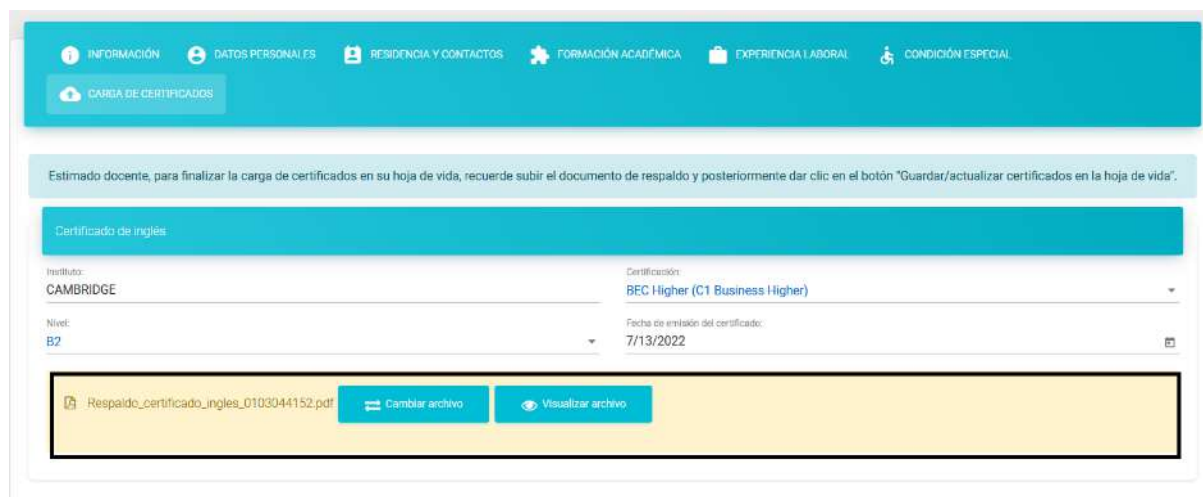 INFORMACIÓN DATOS PERSONALES RESIDENCIA Y CONTACTOS FORMACIÓN ACADÉMICA EXPERIENCIA LABORAL CONDICIÓN ESPECIAL
CARGA DE CERTIFICADOS
Estimado docente, para finalizar la carga de certificados en su hoja de vida, recuerde subir el documento de respaldo y posteriormente dar clic en el botón "Guardar/actualizar certificados en la hoja de vida".
Certificado de inglés
Instituto: Certificación:
CAMBRIDGE BEC Higher (C1 Business Higher)
Nivel: Fecha de emisión del certificado:
B2 7/13/2022
Respaldo_certificado_ingles_0103044152.pdf Cambiar archivo Visualizar archivo